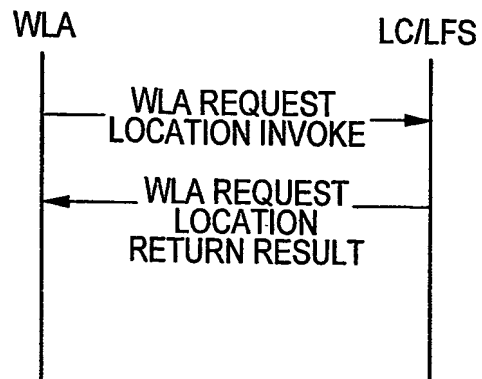 WLA
LC/LFS
WLA REQUEST
LOCATION INVOKE
WLA REQUEST
LOCATION
RETURN RESULT